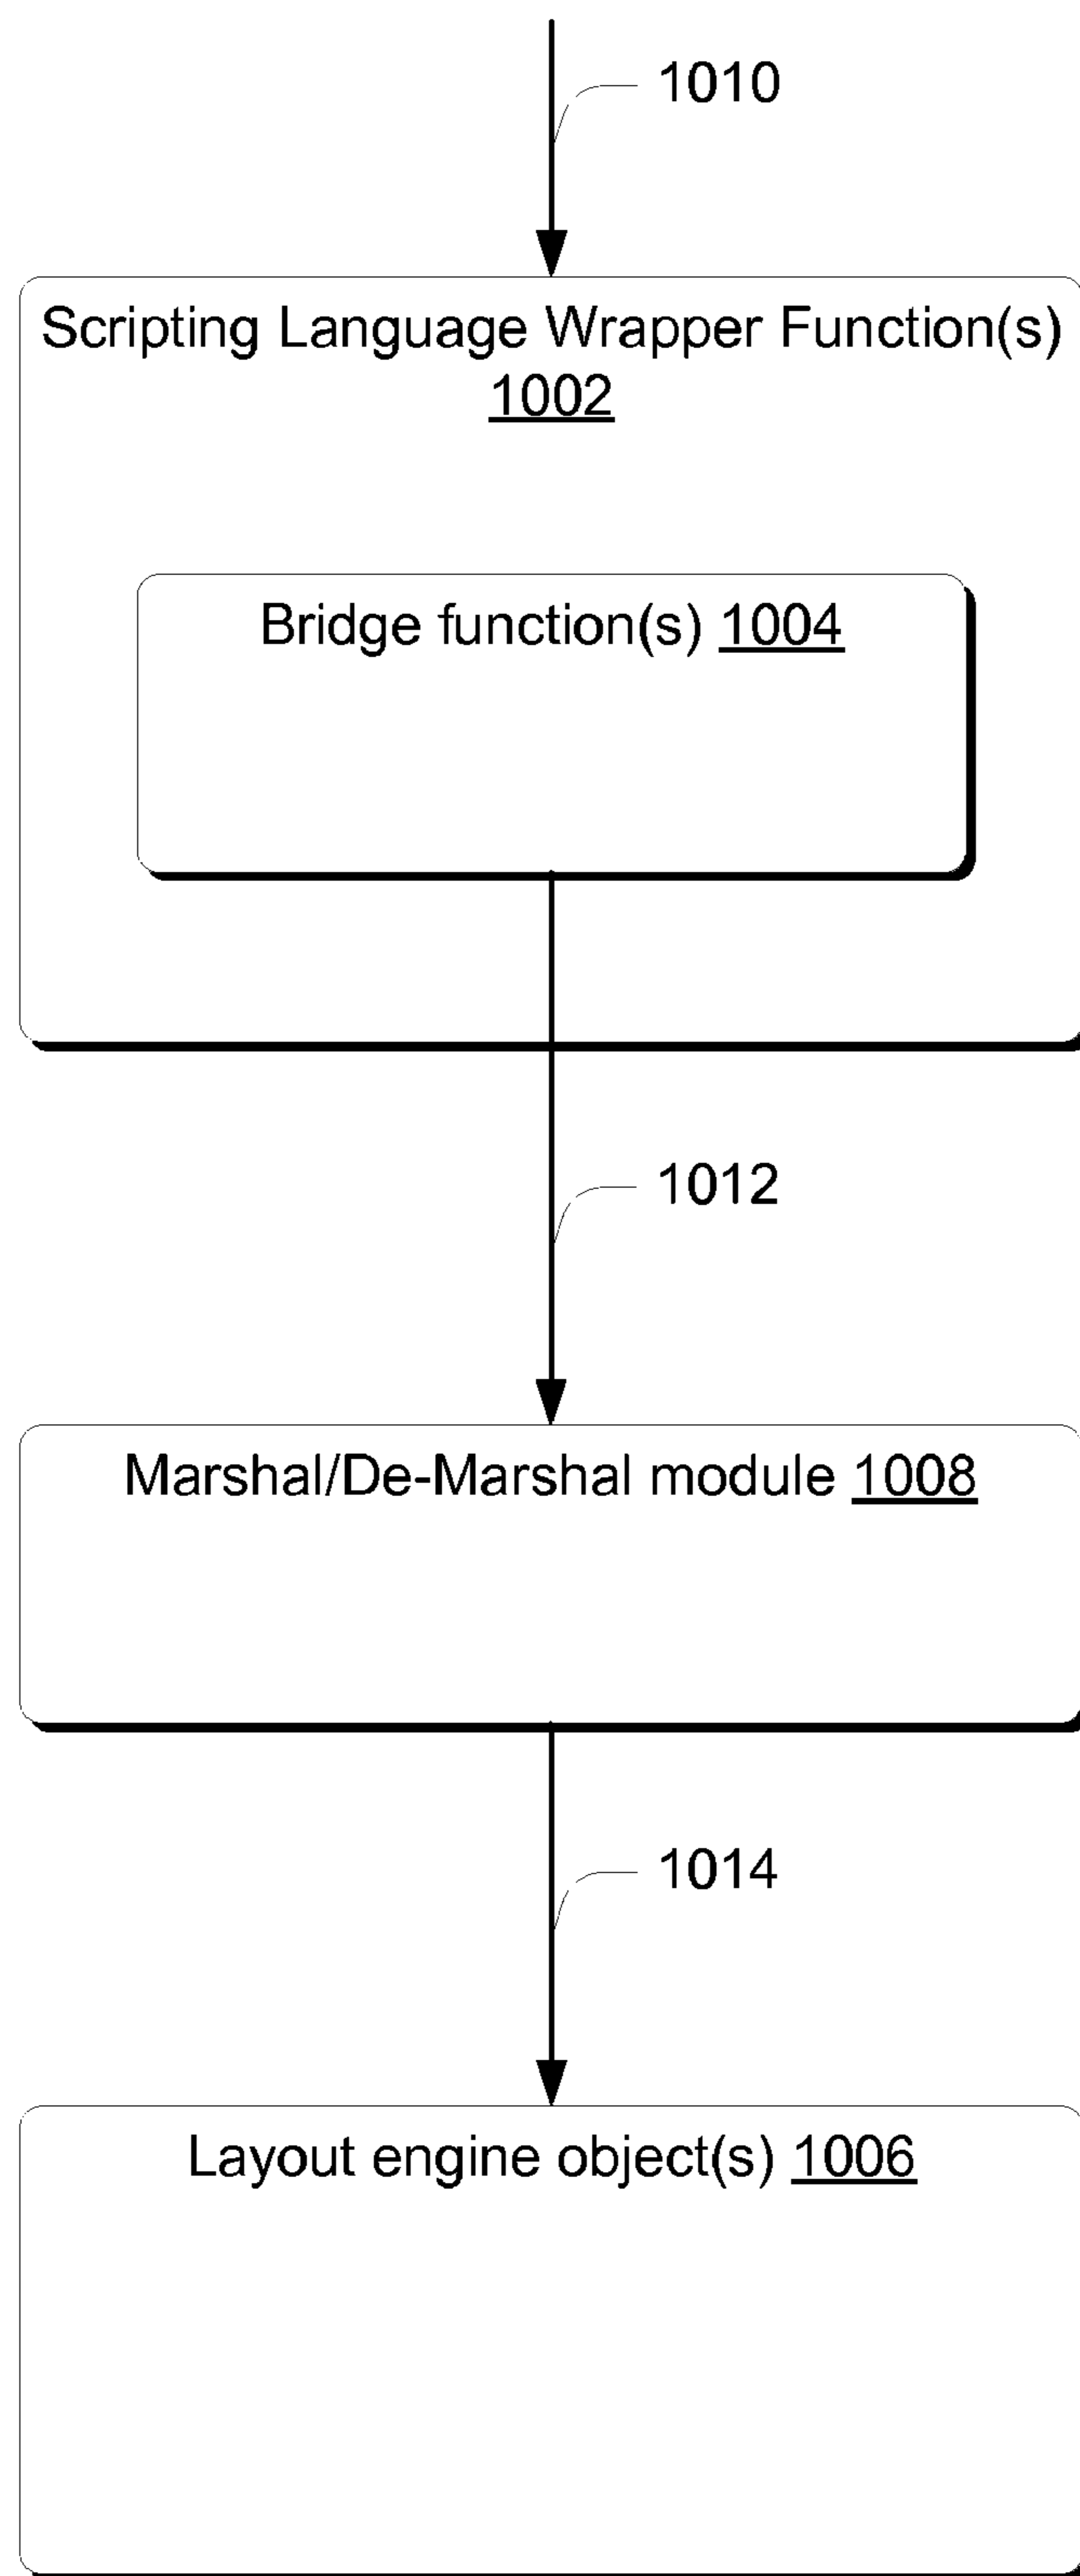 1010
Scripting Language Wrapper Function(s)
1002
Bridge function(s) 1004
1012
Marshal/De-Marshal module 1008
1014
Layout engine object(s) 1006